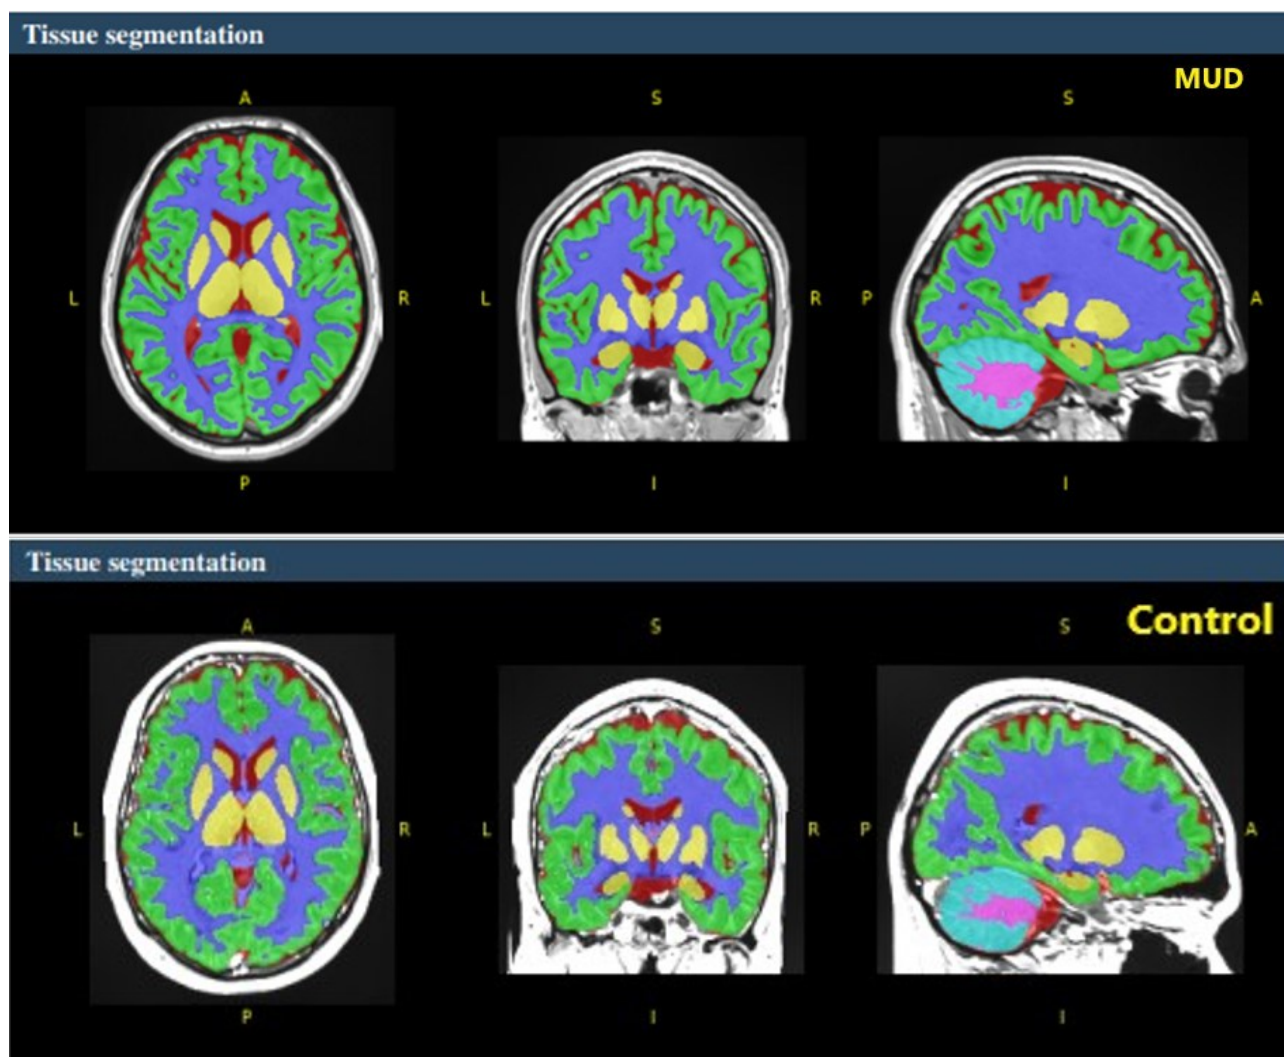 Tissue segmentation
MUD
A S S
L R L R P A
P I I
Tissue segmentation
Control
A S S
L R L R P A
P I I